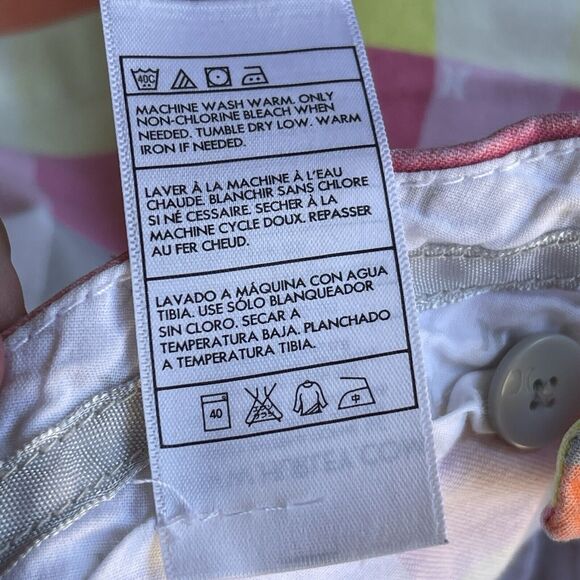 40C
MACHINE WASH WARM. ONLY
NON-CHLORINE BLEACH WHEN
NEEDED. TUMBLE DRY LOW. WARM
IRON IF NEEDED.
LAVER À LA MACHINE À L'EAU
CHAUDE. BLANCHIR SANS CHLORE
SI NÉ CESSAIRE. SECHER À LA
MACHINE CYCLE DOUX. REPASSER
AU FER CHEUD.
LAVADO A MÁQUINA CON AGUA
TIBIA. USE SÓLO BLANQUEADOR
SIN CLORO. SECAR A
TEMPERATURA BAJA. PLANCHADO
A TEMPERATURA TIBIA.
40 中